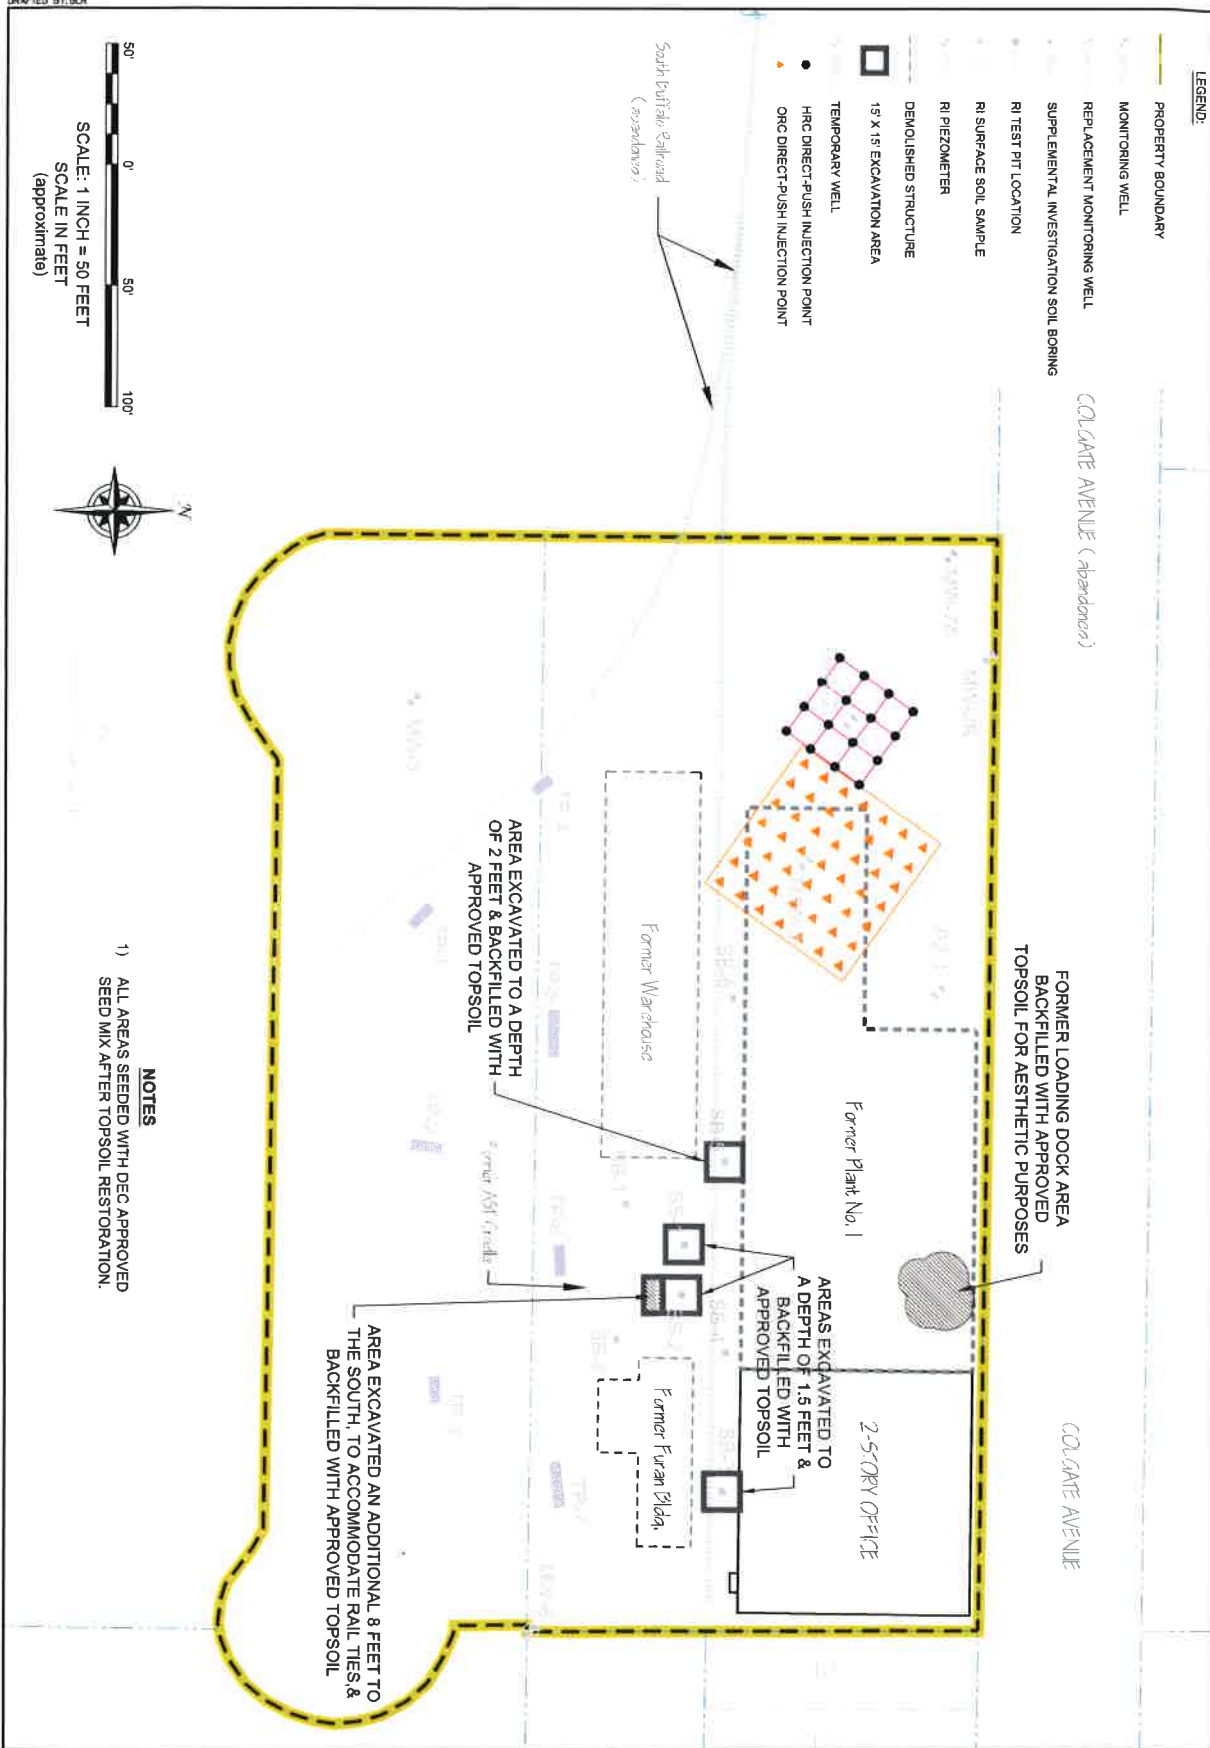 LEGEND:
PROPERTY BOUNDARY
MONITORING WELL
REPLACEMENT MONITORING WELL
SUPPLEMENTAL INVESTIGATION SOIL BORING
RI TEST PIT LOCATION
RI SURFACE SOIL SAMPLE
RI PIEZOMETER
DEMOLISHED STRUCTURE
15' X 15' EXCAVATION AREA
TEMPORARY WELL
HRC DIRECT-PUSH INJECTION POINT
ORC DIRECT-PUSH INJECTION POINT
COLGATE AVENUE (abandoned)
COLGATE AVENUE
South Buffalo Railroad
(abandoned)
FORMER LOADING DOCK AREA
BACKFILLED WITH APPROVED
TOPSOIL FOR AESTHETIC PURPOSES
Former Plant No. 1
2-STORY OFFICE
AREAS EXCAVATED TO
A DEPTH OF 1.5 FEET &
BACKFILLED WITH
APPROVED TOPSOIL
Former Warehouse
Former Furan Bldg.
AREA EXCAVATED TO A DEPTH
OF 2 FEET & BACKFILLED WITH
APPROVED TOPSOIL
Former AST Cradle
AREA EXCAVATED AN ADDITIONAL 8 FEET TO
THE SOUTH, TO ACCOMMODATE RAIL TIES,&
BACKFILLED WITH APPROVED TOPSOIL
50' 0' 50' 100'
SCALE: 1 INCH = 50 FEET
SCALE IN FEET
(approximate)
N
NOTES
1) ALL AREAS SEEDED WITH DEC APPROVED
SEED MIX AFTER TOPSOIL RESTORATION.